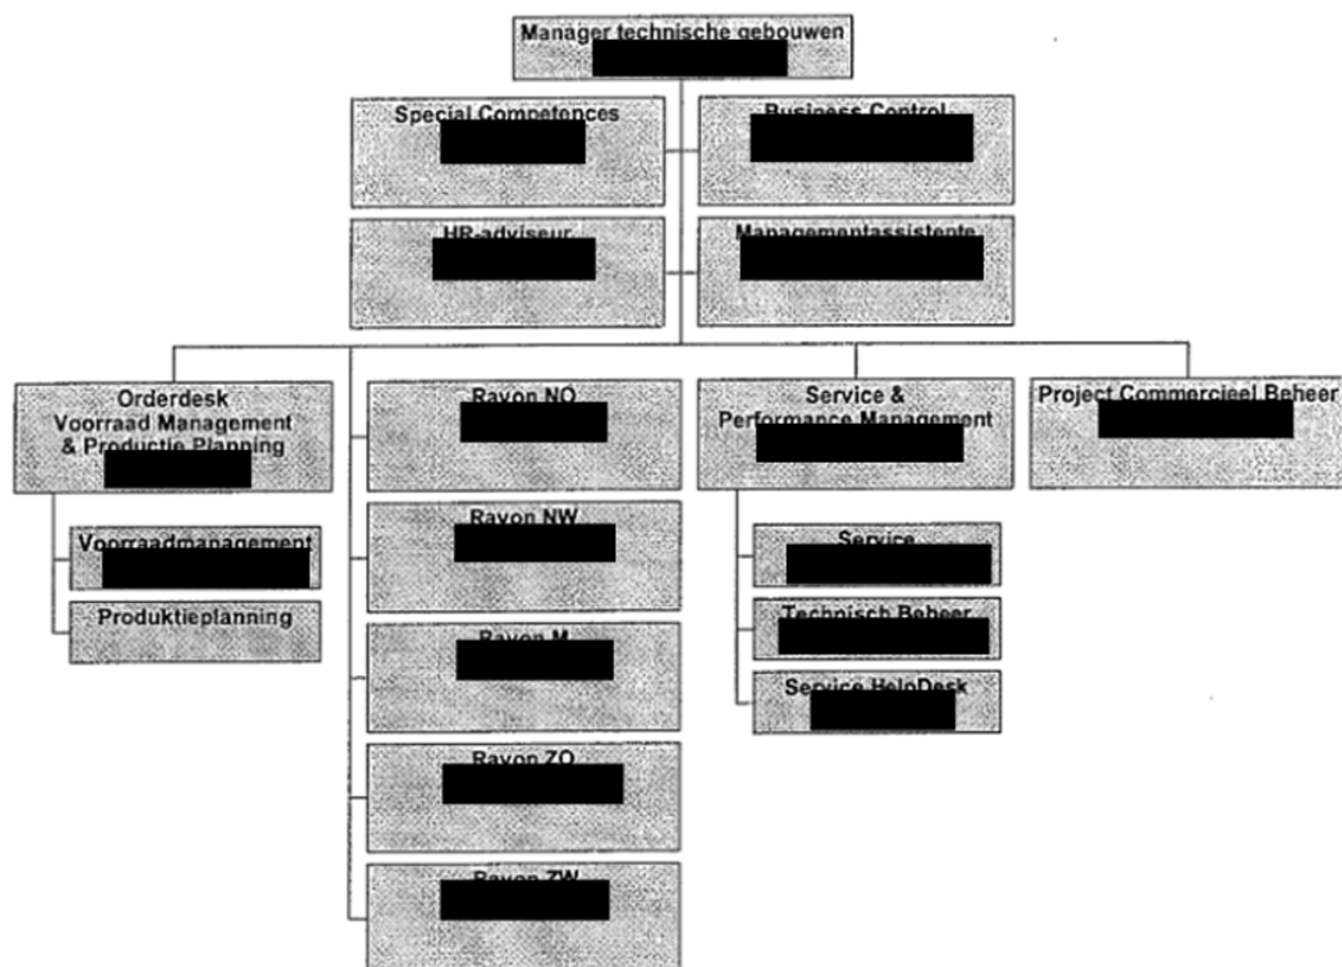 Manager technische gebouwen
Special Competences
Business Control
HR-adviseur
Managementassistente
Orderdesk
Voorraad Management
& Productie Planning
Voorraadmanagement
Produktieplanning
Rayon NO
Rayon NW
Rayon M
Rayon ZO
Rayon ZW
Service &
Performance Management
Service
Technisch Beheer
Service HelpDesk
Project Commercieel Beheer